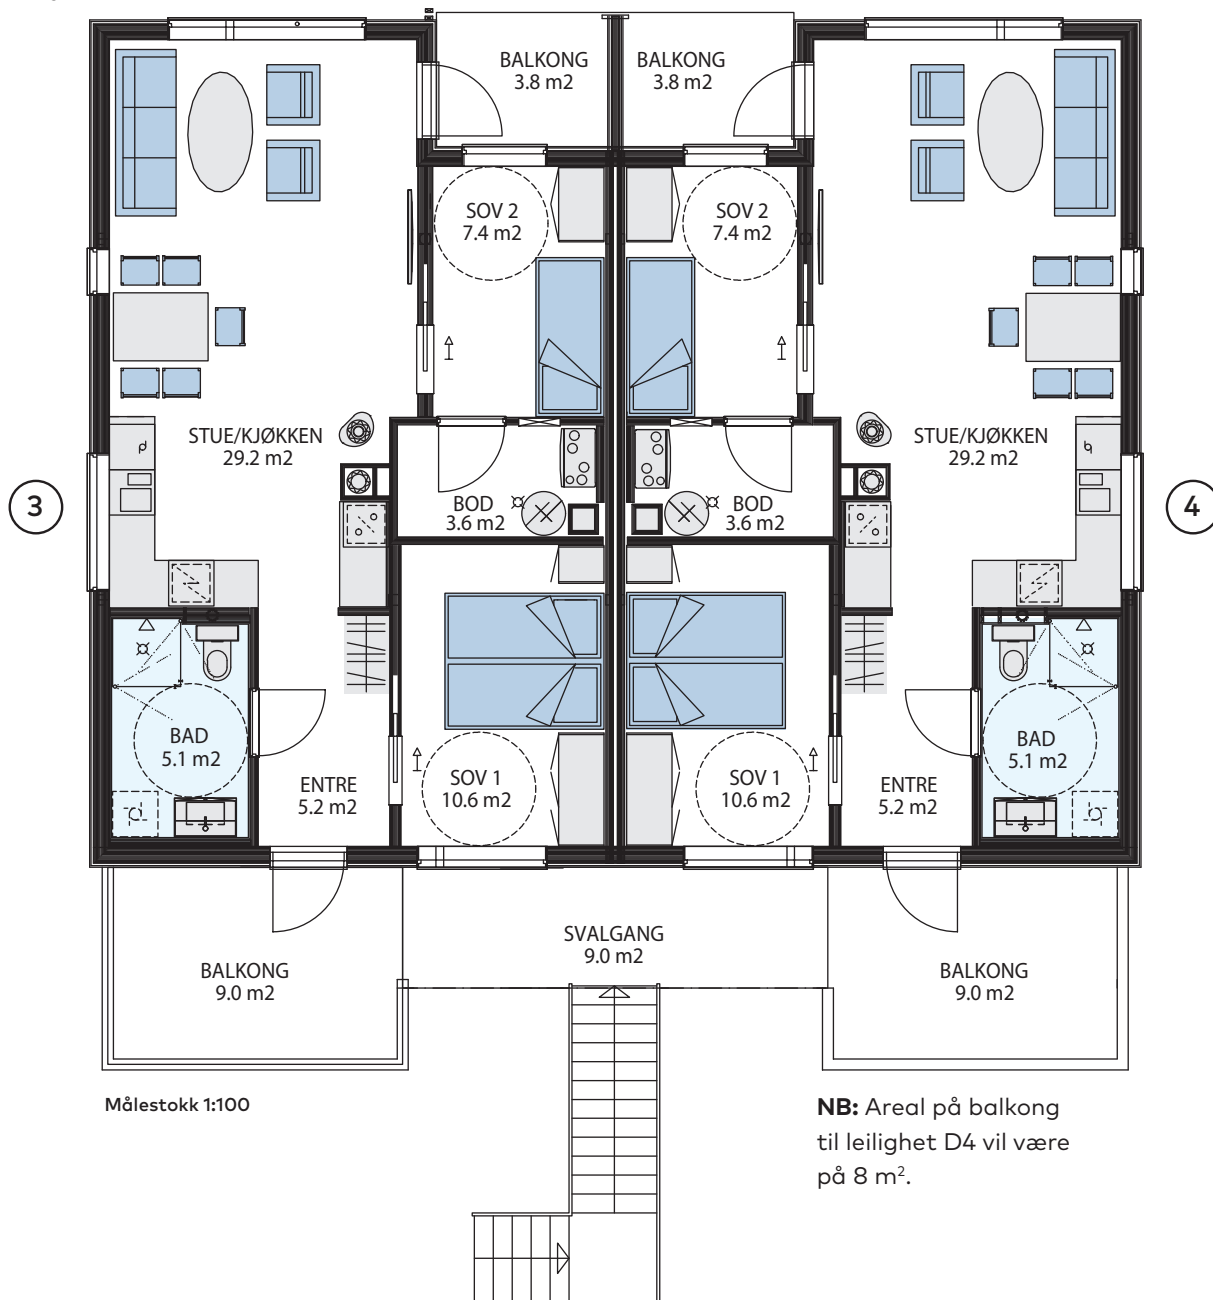 BALKONG
3.8 m2
BALKONG
3.8 m2
SOV 2
7.4 m2
SOV 2
7.4 m2
STUE/KJØKKEN
29.2 m2
STUE/KJØKKEN
29.2 m2
3
BOD
3.6 m2
BOD
3.6 m2
4
BAD
5.1 m2
ENTRE
5.2 m2
SOV 1
10.6 m2
SOV 1
10.6 m2
ENTRE
5.2 m2
BAD
5.1 m2
SVALGANG
9.0 m2
BALKONG
9.0 m2
BALKONG
9.0 m2
Målestokk 1:100
NB: Areal på balkong
til leilighet D4 vil være
på 8 m².